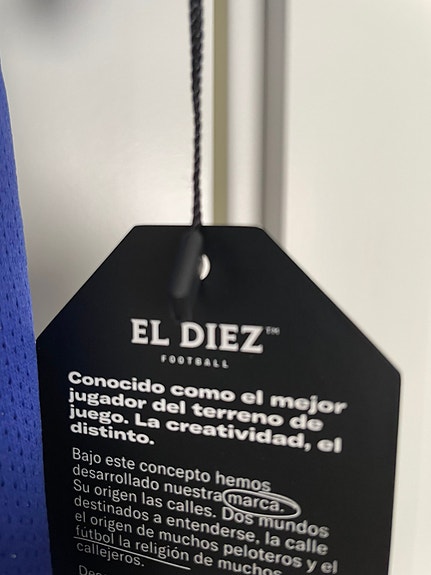 EL DIEZ™
FOOTBALL
Conocido como el mejor
jugador del terreno de
juego. La creatividad, el
distinto.
Bajo este concepto hemos
desarrollado nuestra marca.
Su origen las calles. Dos mundos
destinados a entenderse, la calle
el origen de muchos peloteros y el
fútbol la religión de muchos
callejeros.